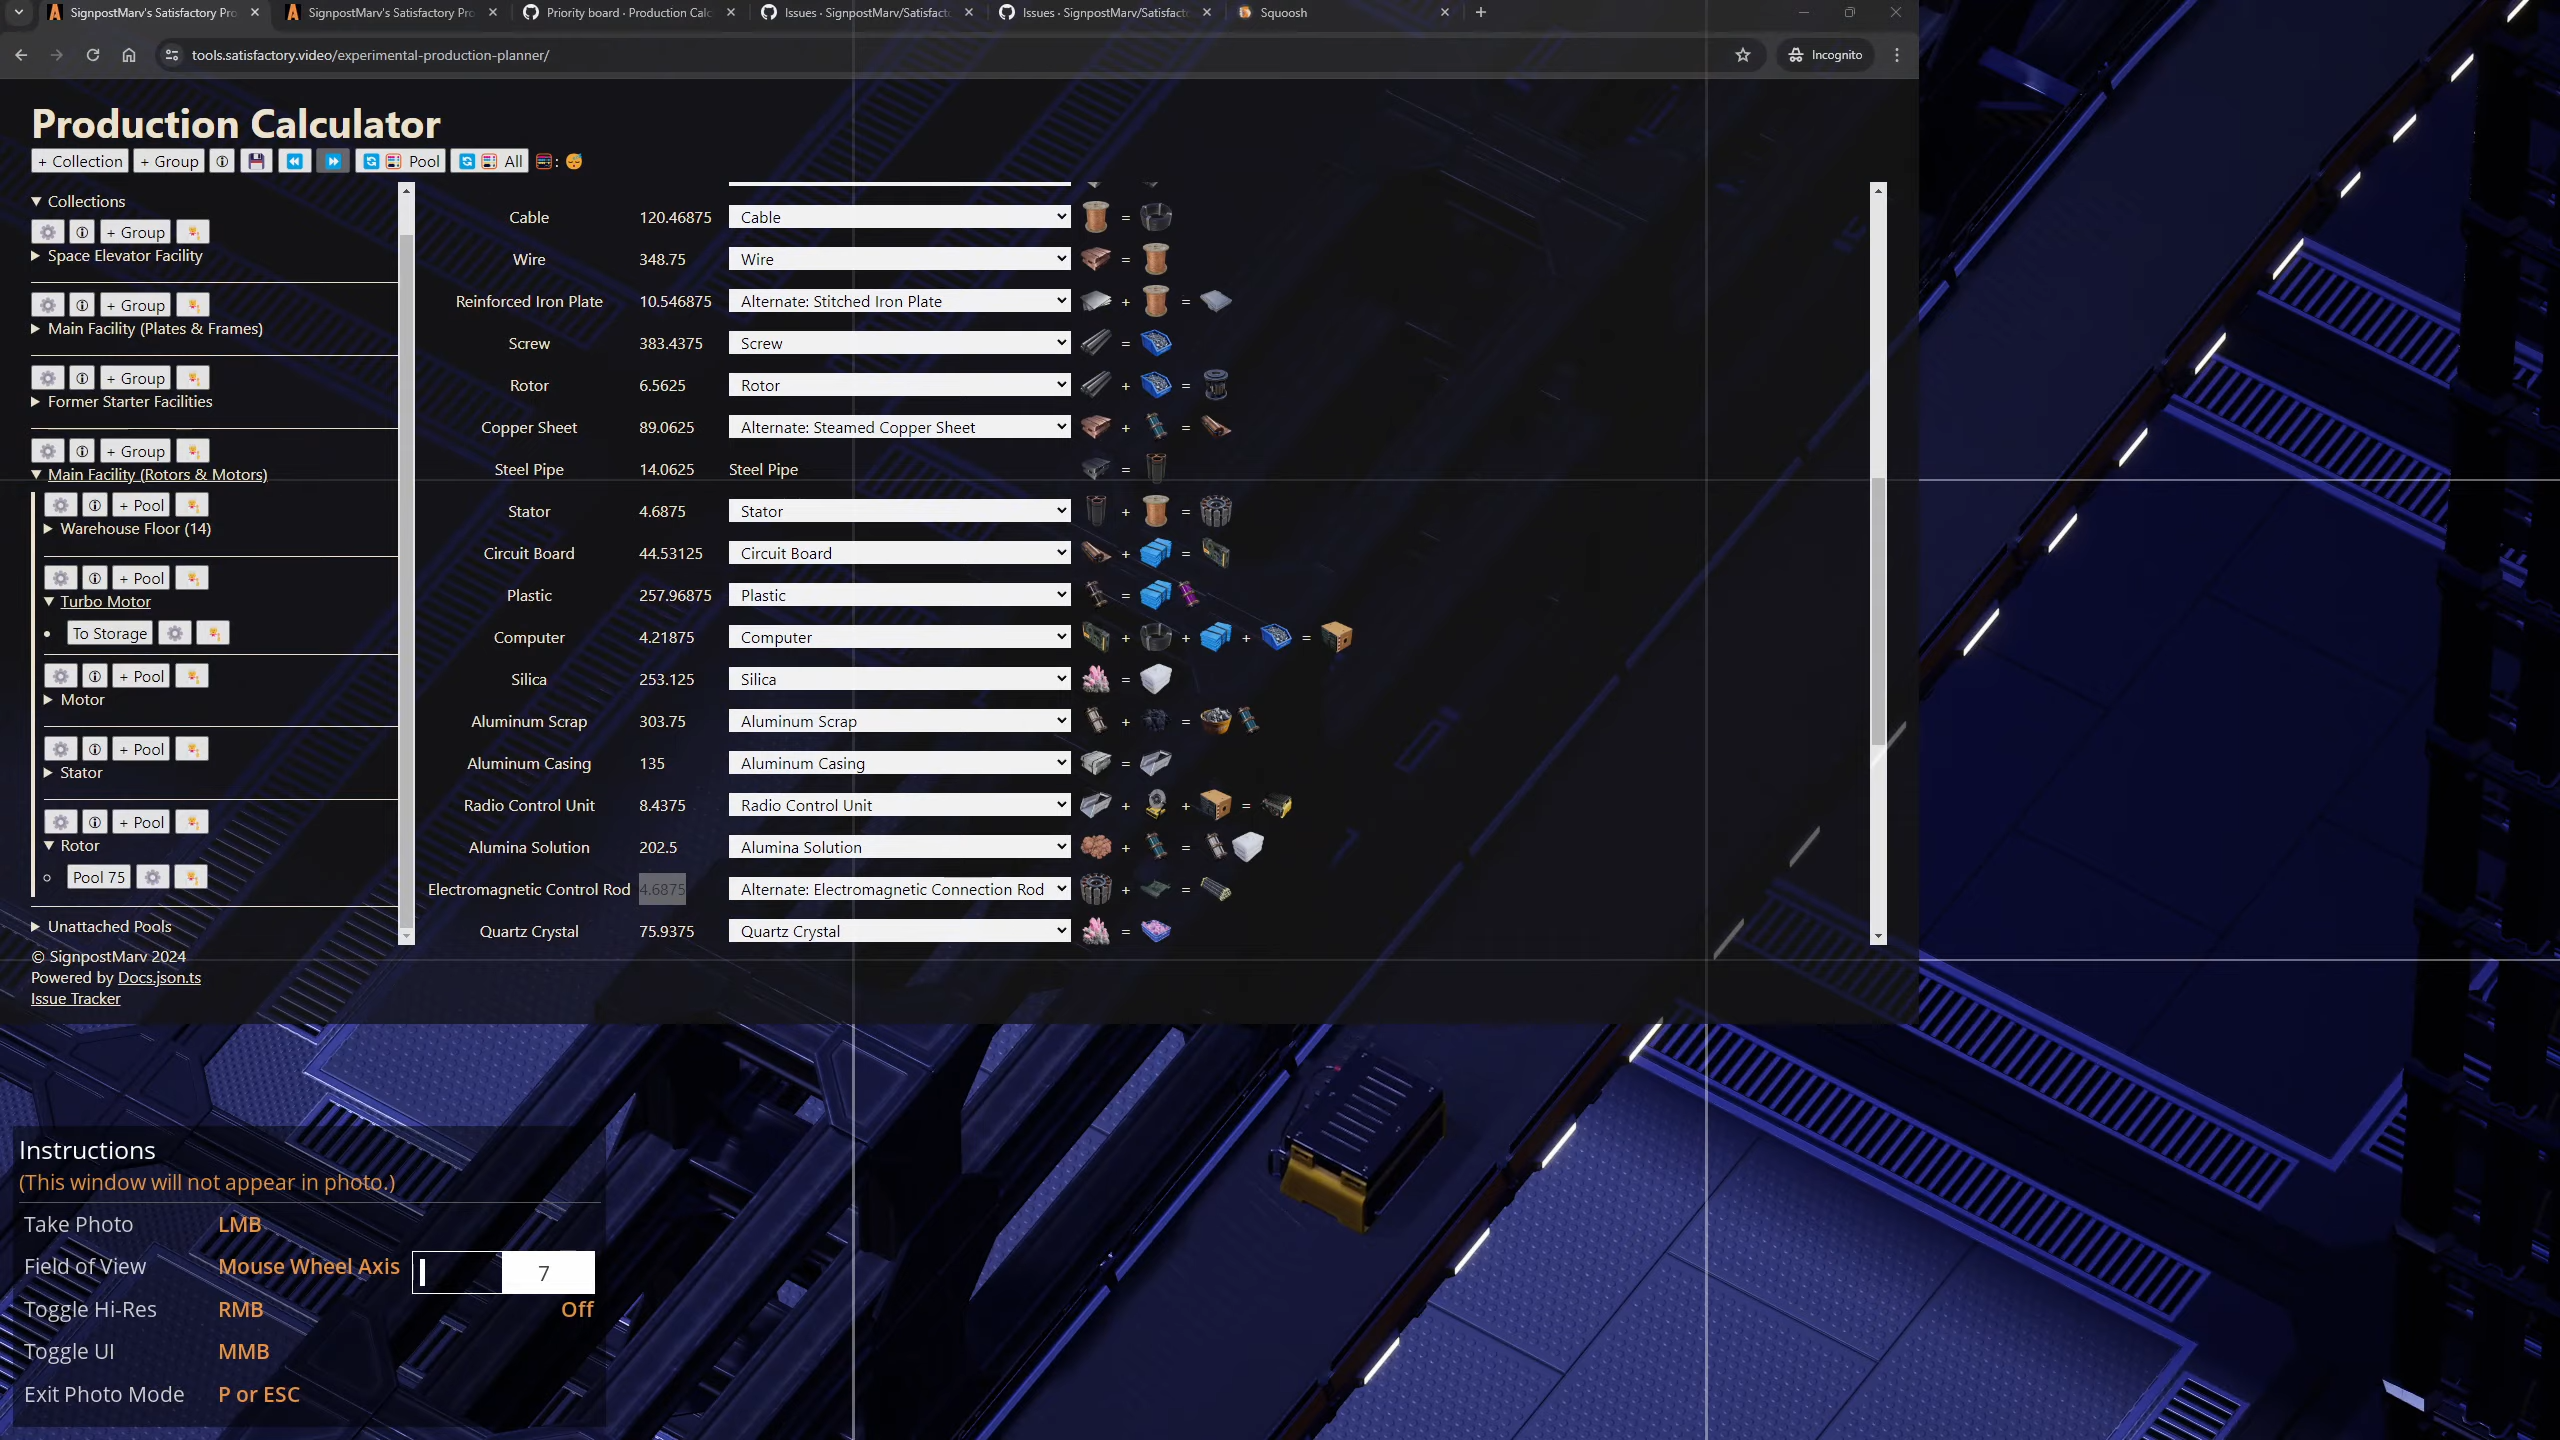 SignpostMarv's Satisfactory Pro
SignpostMarv's Satisfactory Pro
Priority board · Production Calc
Issues · SignpostMarv/Satisfact
Issues · SignpostMarv/Satisfact
Squoosh
tools.satisfactory.video/experimental-production-planner/
Incognito
Production Calculator
+ Collection
+ Group
Pool
All
:
Collections
+ Group
Space Elevator Facility
+ Group
Main Facility (Plates & Frames)
+ Group
Former Starter Facilities
+ Group
Main Facility (Rotors & Motors)
+ Pool
Warehouse Floor (14)
+ Pool
Turbo Motor
To Storage
+ Pool
Motor
+ Pool
Stator
+ Pool
Rotor
Pool 75
Unattached Pools
© SignpostMarv 2024
Powered by Docs.json.ts
Issue Tracker
Cable 120.46875 Cable =
Wire 348.75 Wire =
Reinforced Iron Plate 10.546875 Alternate: Stitched Iron Plate + =
Screw 383.4375 Screw =
Rotor 6.5625 Rotor + =
Copper Sheet 89.0625 Alternate: Steamed Copper Sheet + =
Steel Pipe 14.0625 Steel Pipe =
Stator 4.6875 Stator + =
Circuit Board 44.53125 Circuit Board + =
Plastic 257.96875 Plastic =
Computer 4.21875 Computer + + + =
Silica 253.125 Silica =
Aluminum Scrap 303.75 Aluminum Scrap + =
Aluminum Casing 135 Aluminum Casing =
Radio Control Unit 8.4375 Radio Control Unit + + =
Alumina Solution 202.5 Alumina Solution + =
Electromagnetic Control Rod 4.6875 Alternate: Electromagnetic Connection Rod + =
Quartz Crystal 75.9375 Quartz Crystal =
Instructions
(This window will not appear in photo.)
Take Photo LMB
Field of View Mouse Wheel Axis 7
Toggle Hi-Res RMB Off
Toggle UI MMB
Exit Photo Mode P or ESC